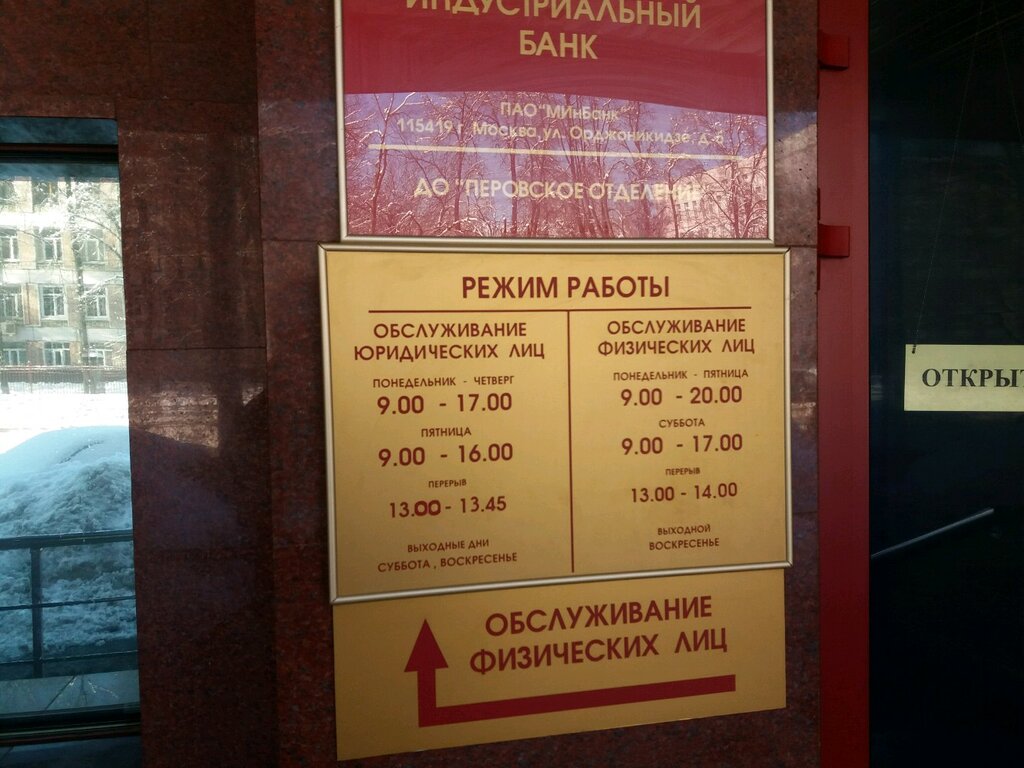 ИНДУСТРИАЛЬНЫЙ
БАНК
ПАО "МИнБанк"
115419 г. Москва, ул. Орджоникидзе, д. 5
ДО "ПЕРОВСКОЕ ОТДЕЛЕНИЕ
РЕЖИМ РАБОТЫ
ОБСЛУЖИВАНИЕ
ЮРИДИЧЕСКИХ ЛИЦ
ПОНЕДЕЛЬНИК - ЧЕТВЕРГ
9.00 - 17.00
ПЯТНИЦА
9.00 - 16.00
ПЕРЕРЫВ
13.00 - 13.45
ВЫХОДНЫЕ ДНИ
СУББОТА , ВОСКРЕСЕНЬЕ
ОБСЛУЖИВАНИЕ
ФИЗИЧЕСКИХ ЛИЦ
ПОНЕДЕЛЬНИК - ПЯТНИЦА
9.00 - 20.00
СУББОТА
9.00 - 17.00
ПЕРЕРЫВ
13.00 - 14.00
ВЫХОДНОЙ
ВОСКРЕСЕНЬЕ
ОБСЛУЖИВАНИЕ
ФИЗИЧЕСКИХ ЛИЦ
ОТКРЫТ